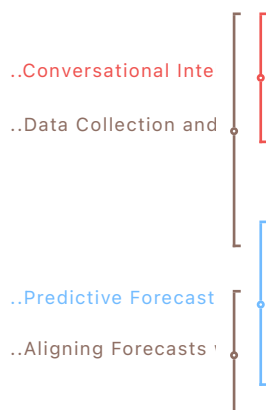 ..Conversational Inte
..Data Collection and
..Predictive Forecast
..Aligning Forecasts